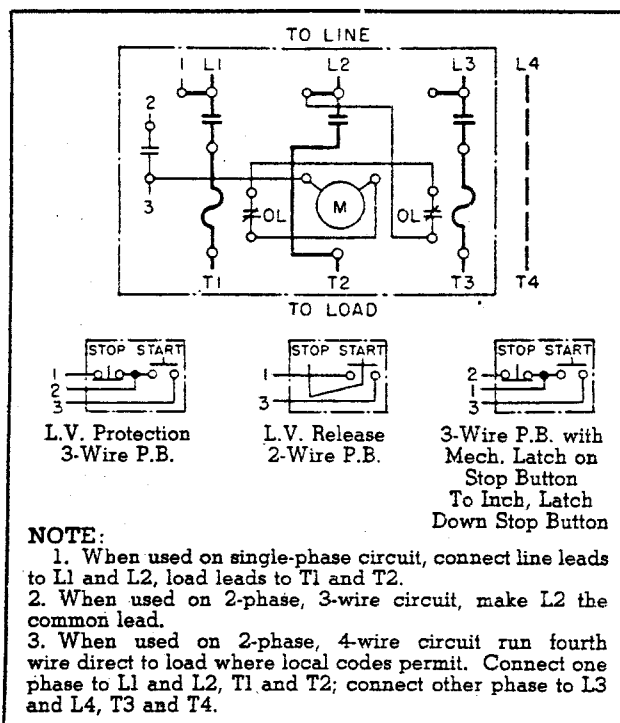 TO LINE
1 L1 L2 L3 L4
2
3
OL M OL
T1 T2 T3 T4
TO LOAD
STOP START
1
2
3
L.V. Protection
3-Wire P.B.
STOP START
1
3
L.V. Release
2-Wire P.B.
STOP START
2
1
3
3-Wire P.B. with
Mech. Latch on
Stop Button
To Inch, Latch
Down Stop Button
NOTE:
1. When used on single-phase circuit, connect line leads
to L1 and L2, load leads to T1 and T2.
2. When used on 2-phase, 3-wire circuit, make L2 the
common lead.
3. When used on 2-phase, 4-wire circuit run fourth
wire direct to load where local codes permit. Connect one
phase to L1 and L2, T1 and T2; connect other phase to L3
and L4, T3 and T4.